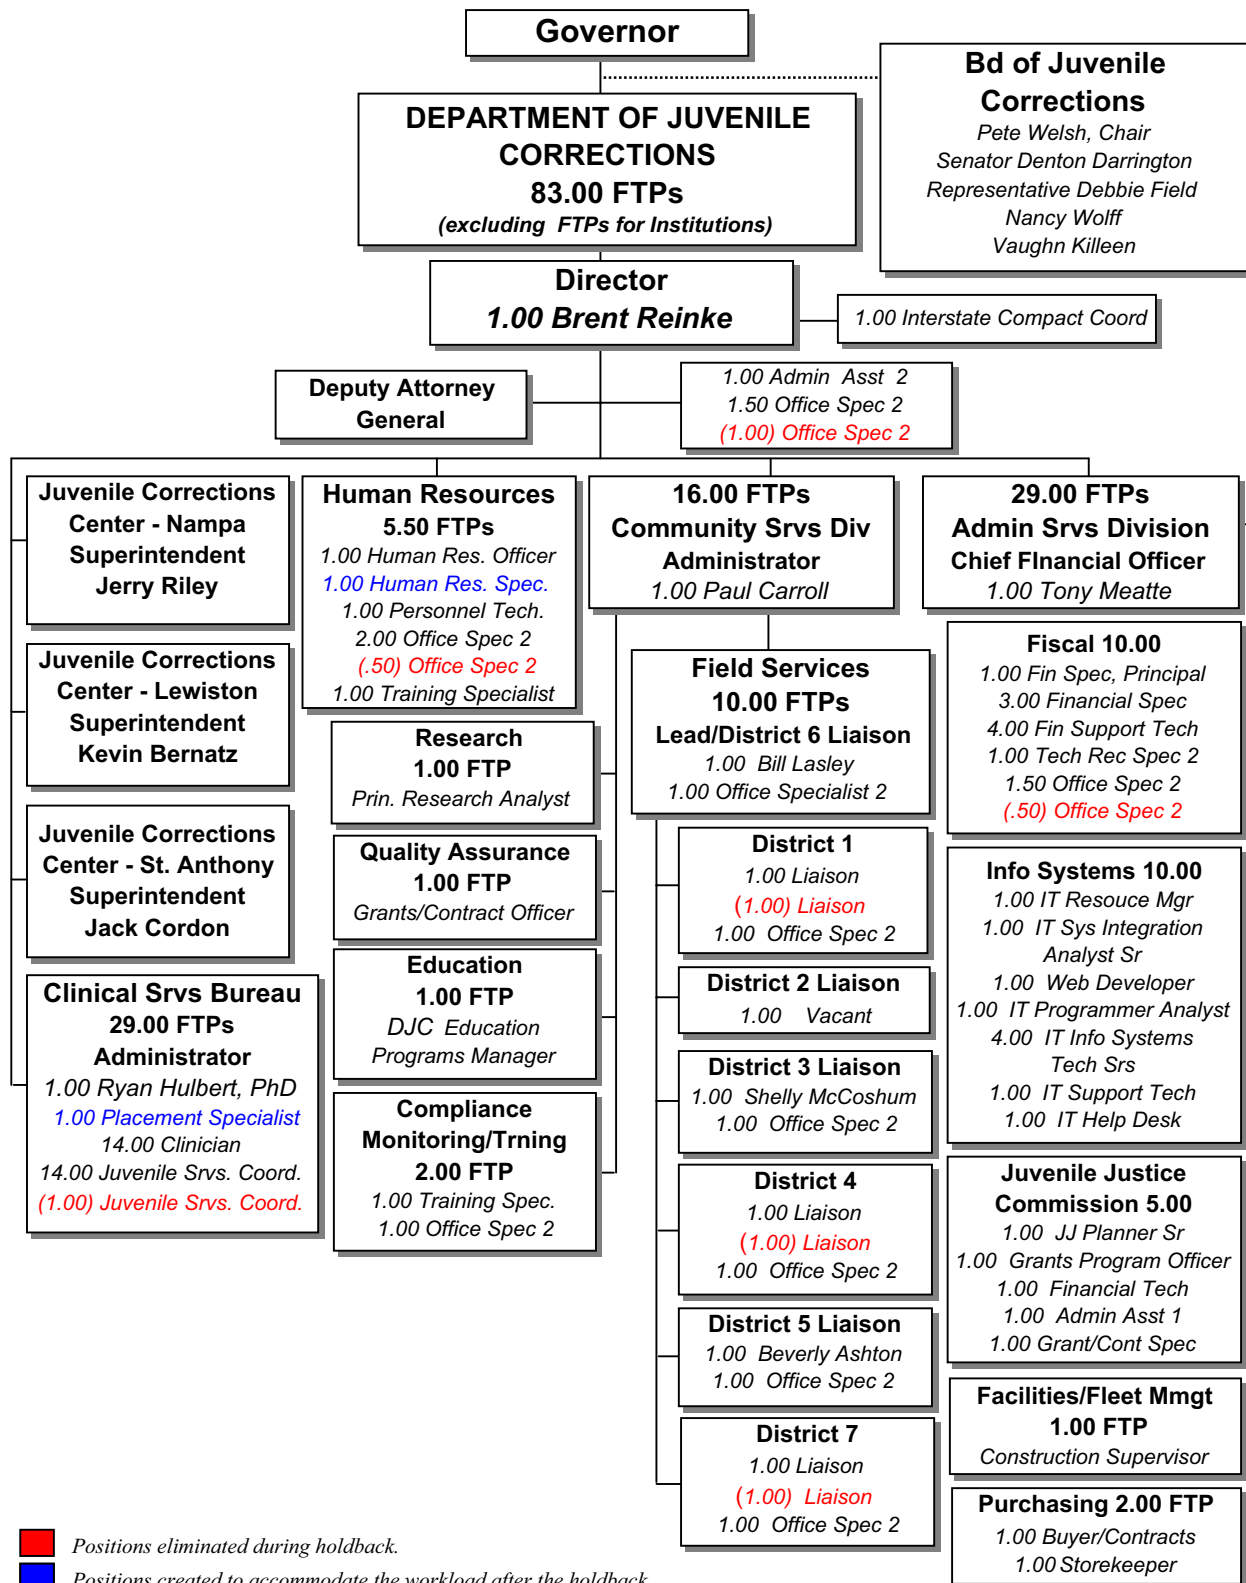 Governor
Bd of Juvenile
Corrections
Pete Welsh, Chair
Senator Denton Darrington
Representative Debbie Field
Nancy Wolff
Vaughn Killeen
DEPARTMENT OF JUVENILE
CORRECTIONS
83.00 FTPs
(excluding FTPs for Institutions)
Director
1.00 Brent Reinke
1.00 Interstate Compact Coord
Deputy Attorney
General
1.00 Admin Asst 2
1.50 Office Spec 2
(1.00) Office Spec 2
Juvenile Corrections
Center - Nampa
Superintendent
Jerry Riley
Juvenile Corrections
Center - Lewiston
Superintendent
Kevin Bernatz
Juvenile Corrections
Center - St. Anthony
Superintendent
Jack Cordon
Clinical Srvs Bureau
29.00 FTPs
Administrator
1.00 Ryan Hulbert, PhD
1.00 Placement Specialist
14.00 Clinician
14.00 Juvenile Srvs. Coord.
(1.00) Juvenile Srvs. Coord.
Human Resources
5.50 FTPs
1.00 Human Res. Officer
1.00 Human Res. Spec.
1.00 Personnel Tech.
2.00 Office Spec 2
(.50) Office Spec 2
1.00 Training Specialist
Research
1.00 FTP
Prin. Research Analyst
Quality Assurance
1.00 FTP
Grants/Contract Officer
Education
1.00 FTP
DJC Education
Programs Manager
Compliance
Monitoring/Trning
2.00 FTP
1.00 Training Spec.
1.00 Office Spec 2
16.00 FTPs
Community Srvs Div
Administrator
1.00 Paul Carroll
Field Services
10.00 FTPs
Lead/District 6 Liaison
1.00 Bill Lasley
1.00 Office Specialist 2
District 1
1.00 Liaison
(1.00) Liaison
1.00 Office Spec 2
District 2 Liaison
1.00 Vacant
District 3 Liaison
1.00 Shelly McCoshum
1.00 Office Spec 2
District 4
1.00 Liaison
(1.00) Liaison
1.00 Office Spec 2
District 5 Liaison
1.00 Beverly Ashton
1.00 Office Spec 2
District 7
1.00 Liaison
(1.00) Liaison
1.00 Office Spec 2
29.00 FTPs
Admin Srvs Division
Chief FInancial Officer
1.00 Tony Meatte
Fiscal 10.00
1.00 Fin Spec, Principal
3.00 Financial Spec
4.00 Fin Support Tech
1.00 Tech Rec Spec 2
1.50 Office Spec 2
(.50) Office Spec 2
Info Systems 10.00
1.00 IT Resouce Mgr
1.00 IT Sys Integration
Analyst Sr
1.00 Web Developer
1.00 IT Programmer Analyst
4.00 IT Info Systems
Tech Srs
1.00 IT Support Tech
1.00 IT Help Desk
Juvenile Justice
Commission 5.00
1.00 JJ Planner Sr
1.00 Grants Program Officer
1.00 Financial Tech
1.00 Admin Asst 1
1.00 Grant/Cont Spec
Facilities/Fleet Mmgt
1.00 FTP
Construction Supervisor
Purchasing 2.00 FTP
1.00 Buyer/Contracts
1.00 Storekeeper
Positions eliminated during holdback.
Positions created to accommodate the workload after the holdback